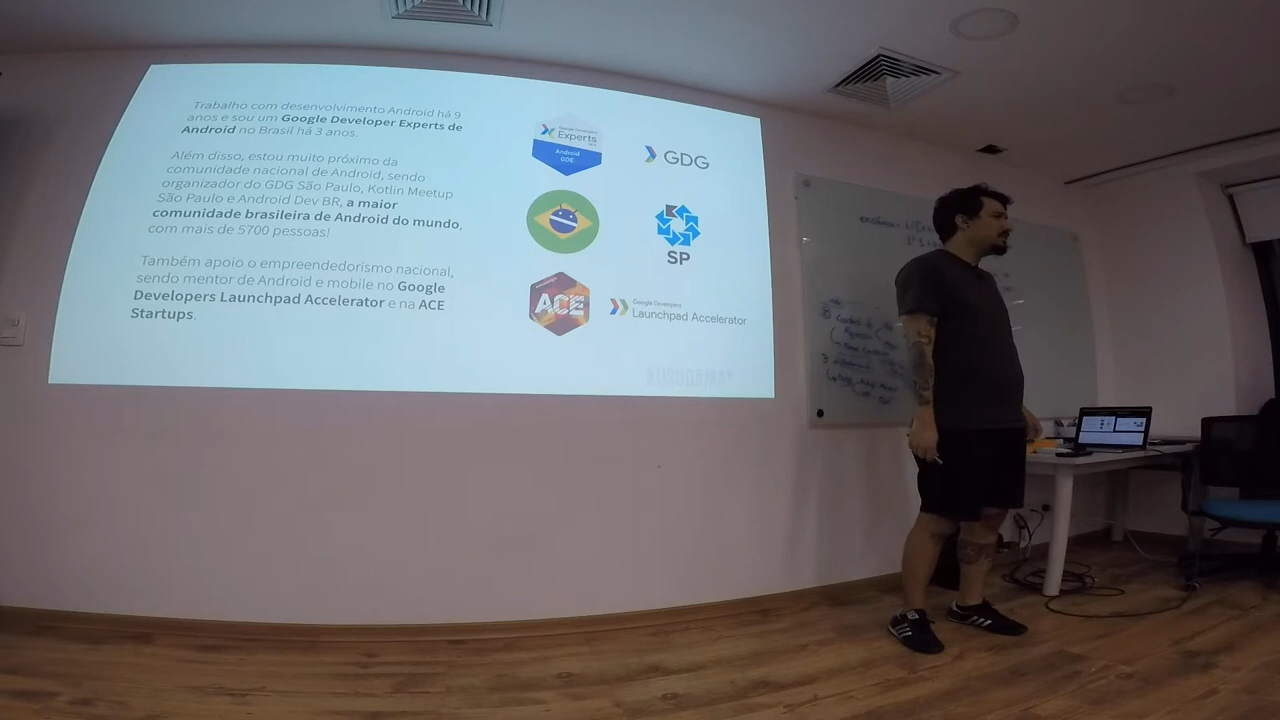 Trabalho com desenvolvimento Android há 9
anos e sou um Google Developer Experts de
Android no Brasil há 3 anos.
Além disso, estou muito próximo da
comunidade nacional de Android, sendo
organizador do GDG São Paulo, Kotlin Meetup
São Paulo e Android Dev BR, a maior
comunidade brasileira de Android do mundo,
com mais de 5700 pessoas!
Também apoio o empreendedorismo nacional,
sendo mentor de Android e mobile no Google
Developers Launchpad Accelerator e na ACE
Startups.
Google Developers
Experts
Android
GDE
GDG
SP
ACE
Google Developers
Launchpad Accelerator